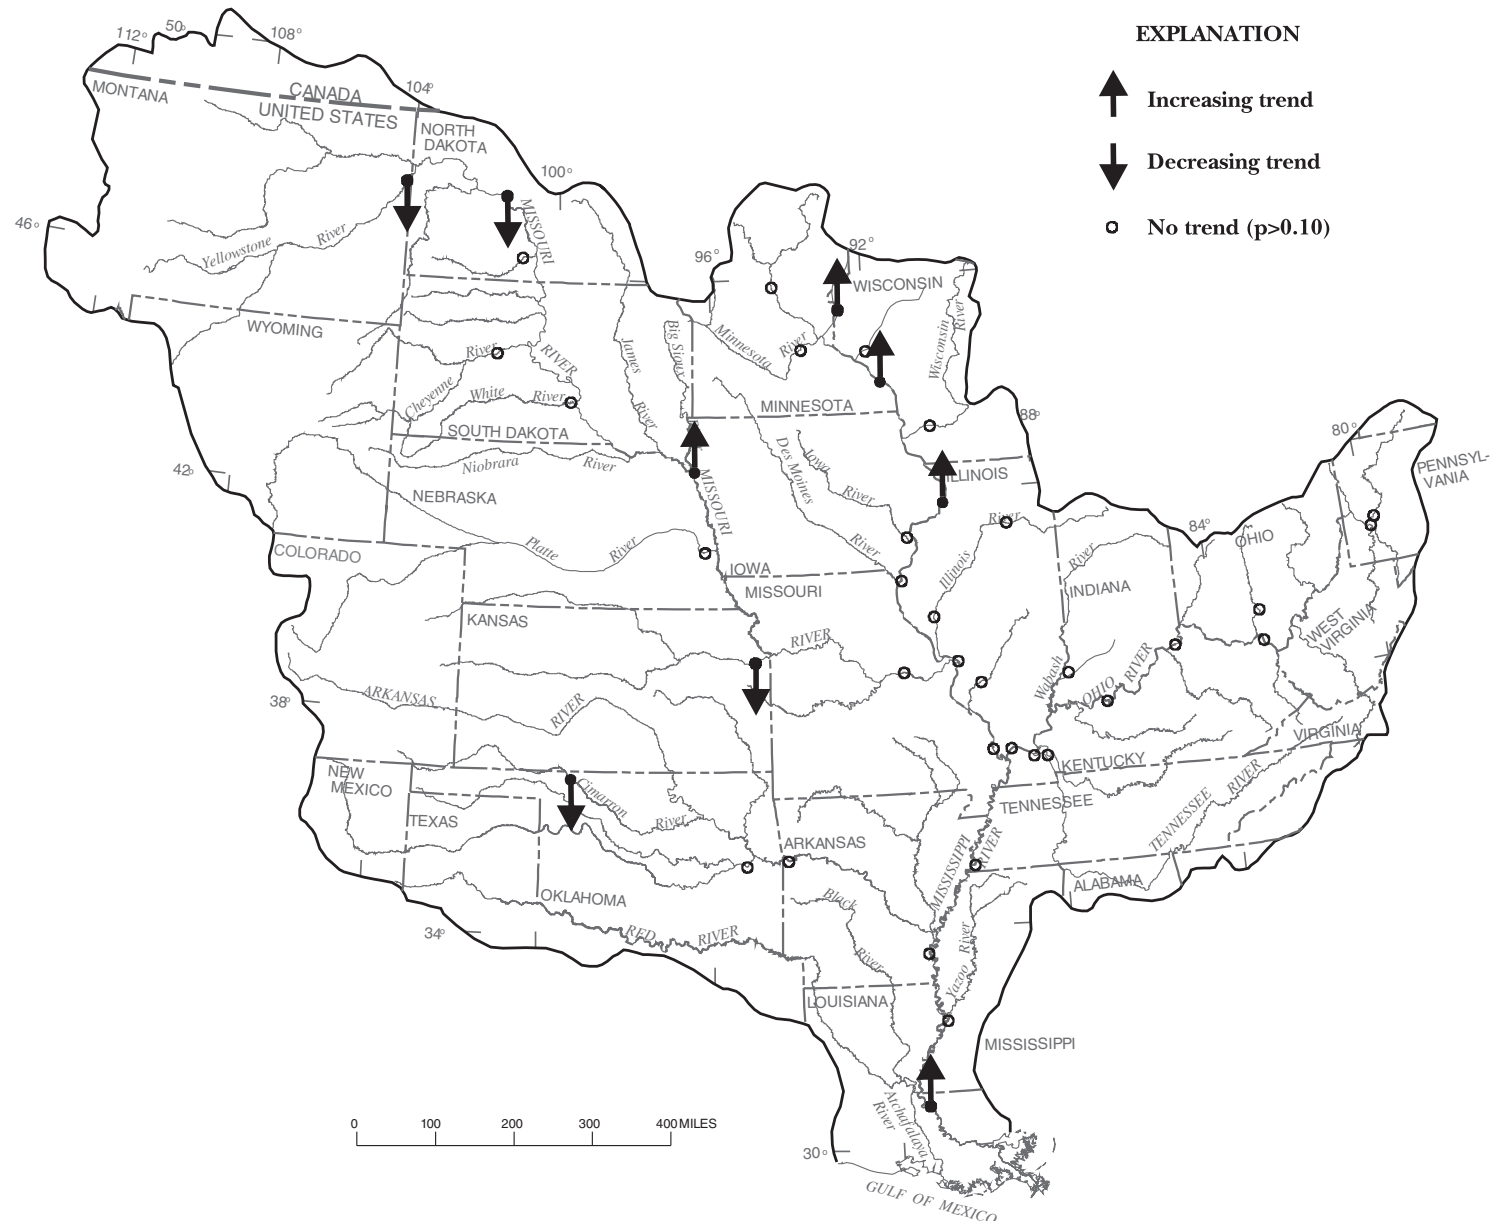 EXPLANATION
Increasing trend
Decreasing trend
No trend (p>0.10)
112°
50°
108°
104°
100°
96°
92°
88°
84°
80°
46°
42°
38°
34°
30°
MONTANA
CANADA
UNITED STATES
NORTH
DAKOTA
Yellowstone
River
MISSOURI
WYOMING
River
Cheyenne
RIVER
White
River
James
River
Big Sioux
SOUTH DAKOTA
Minnesota
River
WISCONSIN
Wisconsin
River
MINNESOTA
Niobrara
River
NEBRASKA
MISSOURI
Des Moines
River
Iowa
River
ILLINOIS
COLORADO
Platte
River
IOWA
MISSOURI
Illinois
River
River
INDIANA
OHIO
PENNSYL-
VANIA
WEST
VIRGINIA
KANSAS
RIVER
Wabash
OHIO
RIVER
ARKANSAS
RIVER
VIRGINIA
KENTUCKY
NEW
MEXICO
TEXAS
Cimarron
River
TENNESSEE
TENNESSEE
RIVER
ARKANSAS
MISSISSIPPI
RIVER
ALABAMA
OKLAHOMA
Black
River
RED
RIVER
Yazoo
River
LOUISIANA
MISSISSIPPI
Atchafalaya
River
GULF OF MEXICO
0 100 200 300 400 MILES